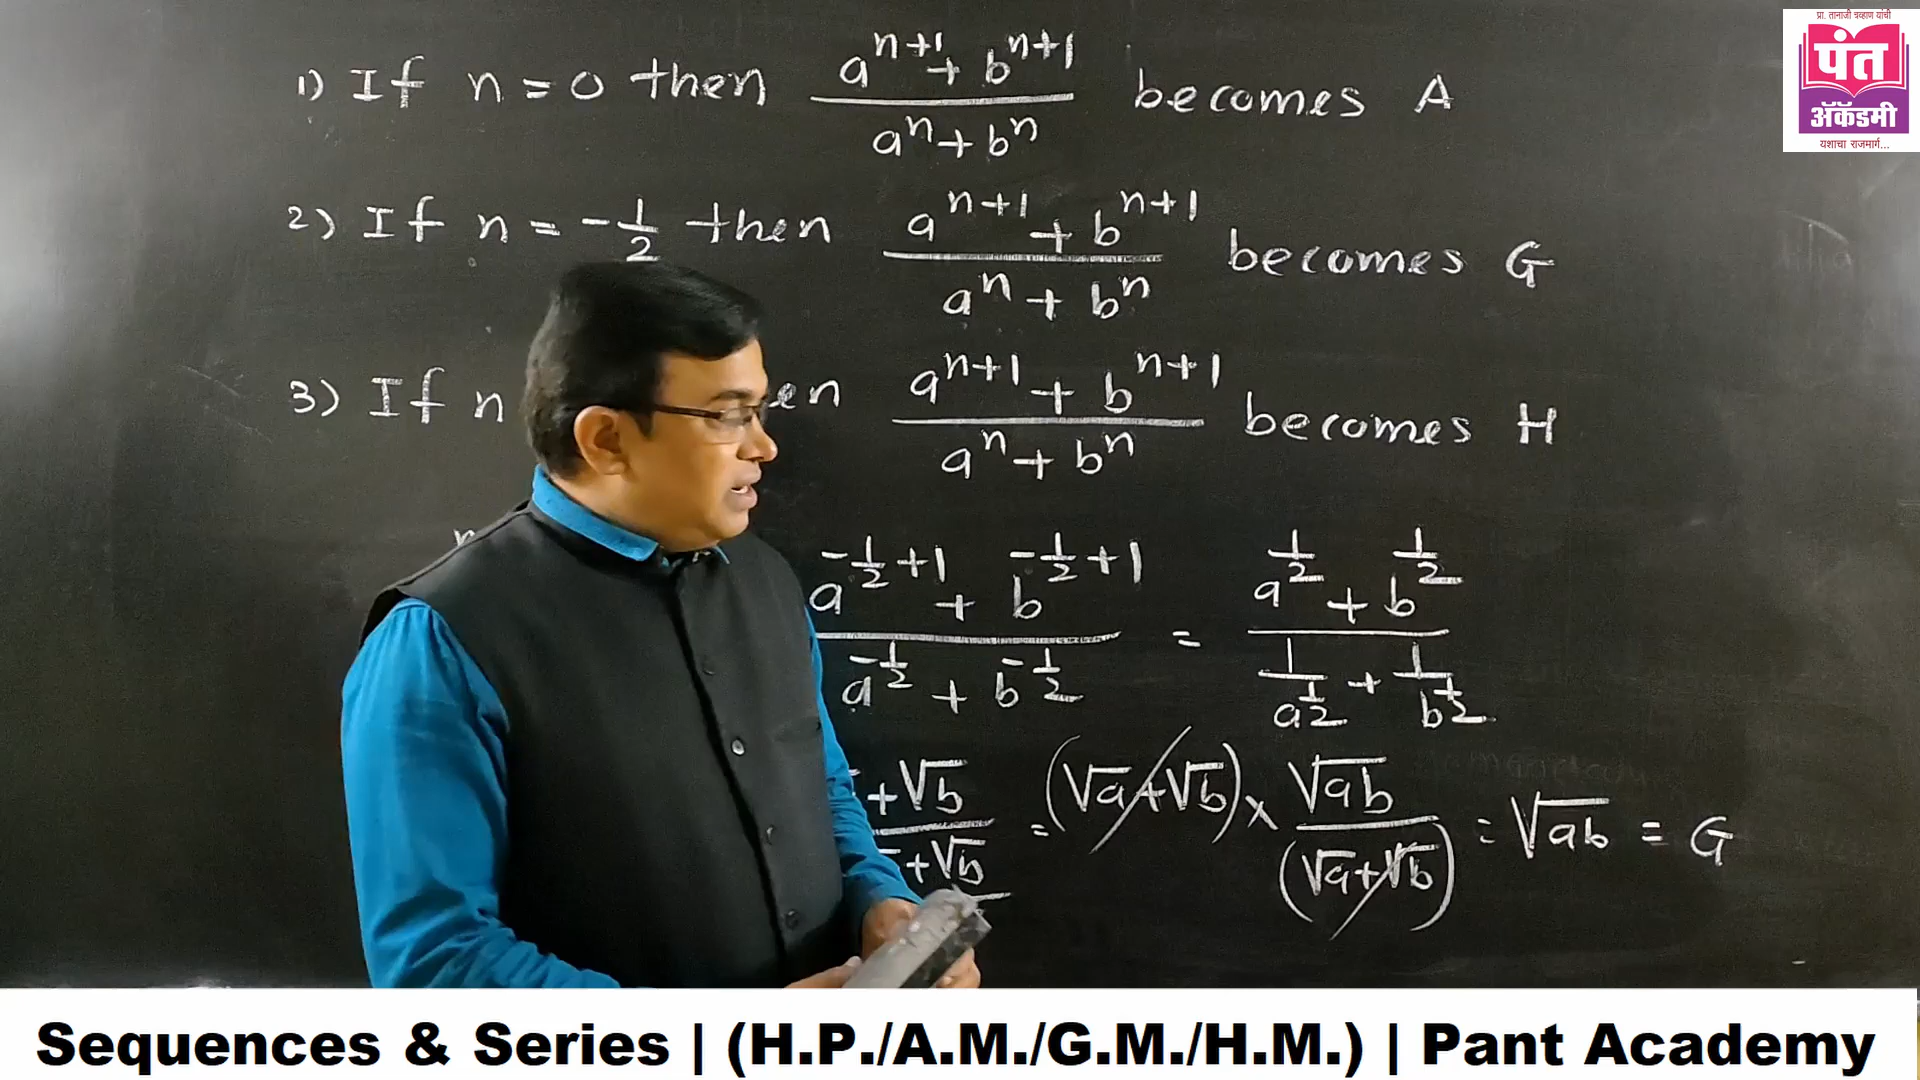 प्रा. तानाजी चव्हाण यांची
पंत
अ‍ॅकॅडमी
यशाचा राजमार्ग...
1) If n = 0 then (a^(n+1) + b^(n+1)) / (a^n + b^n) becomes A
2) If n = -1/2 then (a^(n+1) + b^(n+1)) / (a^n + b^n) becomes G
3) If n en (a^(n+1) + b^(n+1)) / (a^n + b^n) becomes H
(a^(-1/2+1) + b^(-1/2+1)) / (a^(-1/2) + b^(-1/2)) = (a^(1/2) + b^(1/2)) / (1/a^(1/2) + 1/b^(1/2))
+√b / +√b = (√a+√b) × √ab / (√a+√b) = √ab = G
Sequences & Series | (H.P./A.M./G.M./H.M.) | Pant Academy